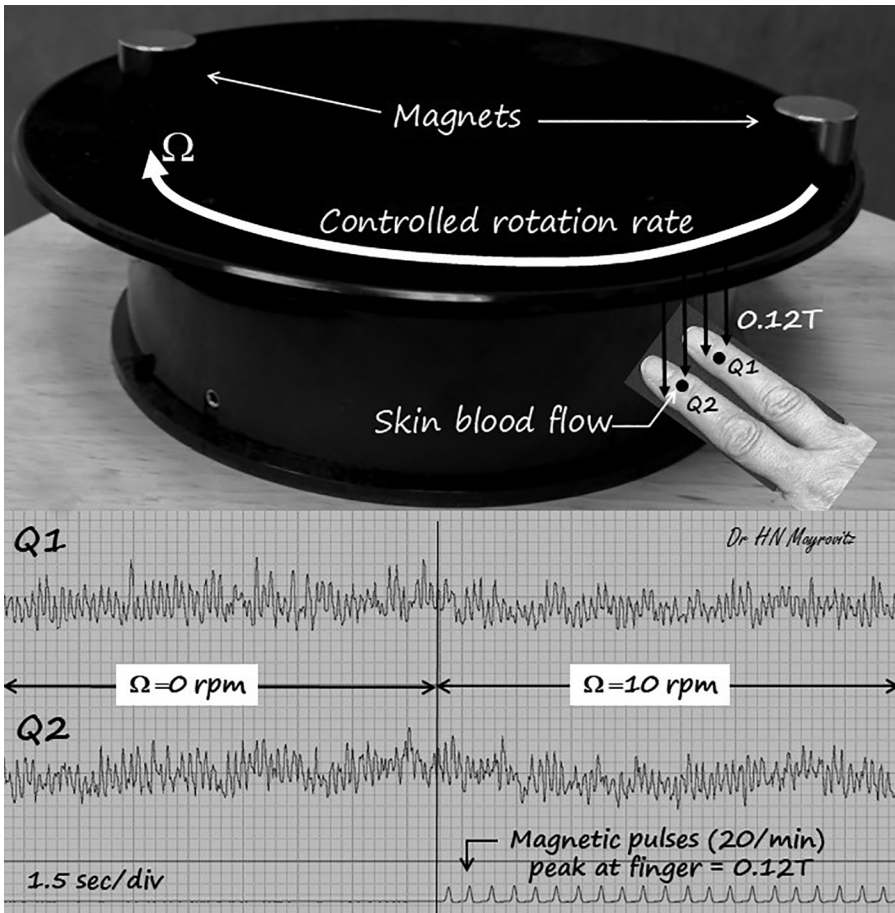 Magnets
Ω
Controlled rotation rate
0.12T
Q1
Q2
Skin blood flow
Q1
Dr HN Mayrovitz
Ω=0 rpm
Ω=10 rpm
Q2
Magnetic pulses (20/min)
peak at finger = 0.12T
1.5 sec/div